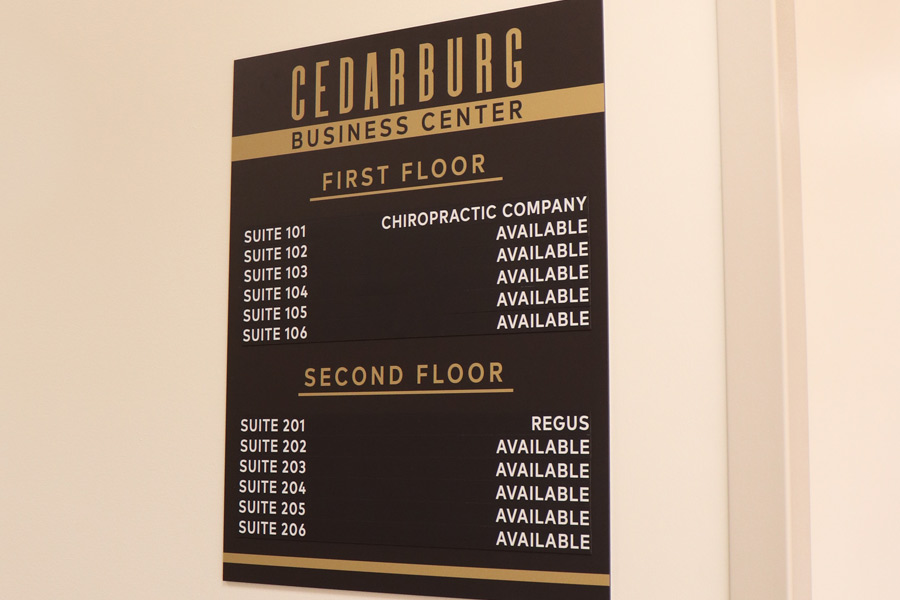 CEDARBURG
BUSINESS CENTER
FIRST FLOOR
SUITE 101 CHIROPRACTIC COMPANY
SUITE 102 AVAILABLE
SUITE 103 AVAILABLE
SUITE 104 AVAILABLE
SUITE 105 AVAILABLE
SUITE 106 AVAILABLE
SECOND FLOOR
SUITE 201 REGUS
SUITE 202 AVAILABLE
SUITE 203 AVAILABLE
SUITE 204 AVAILABLE
SUITE 205 AVAILABLE
SUITE 206 AVAILABLE